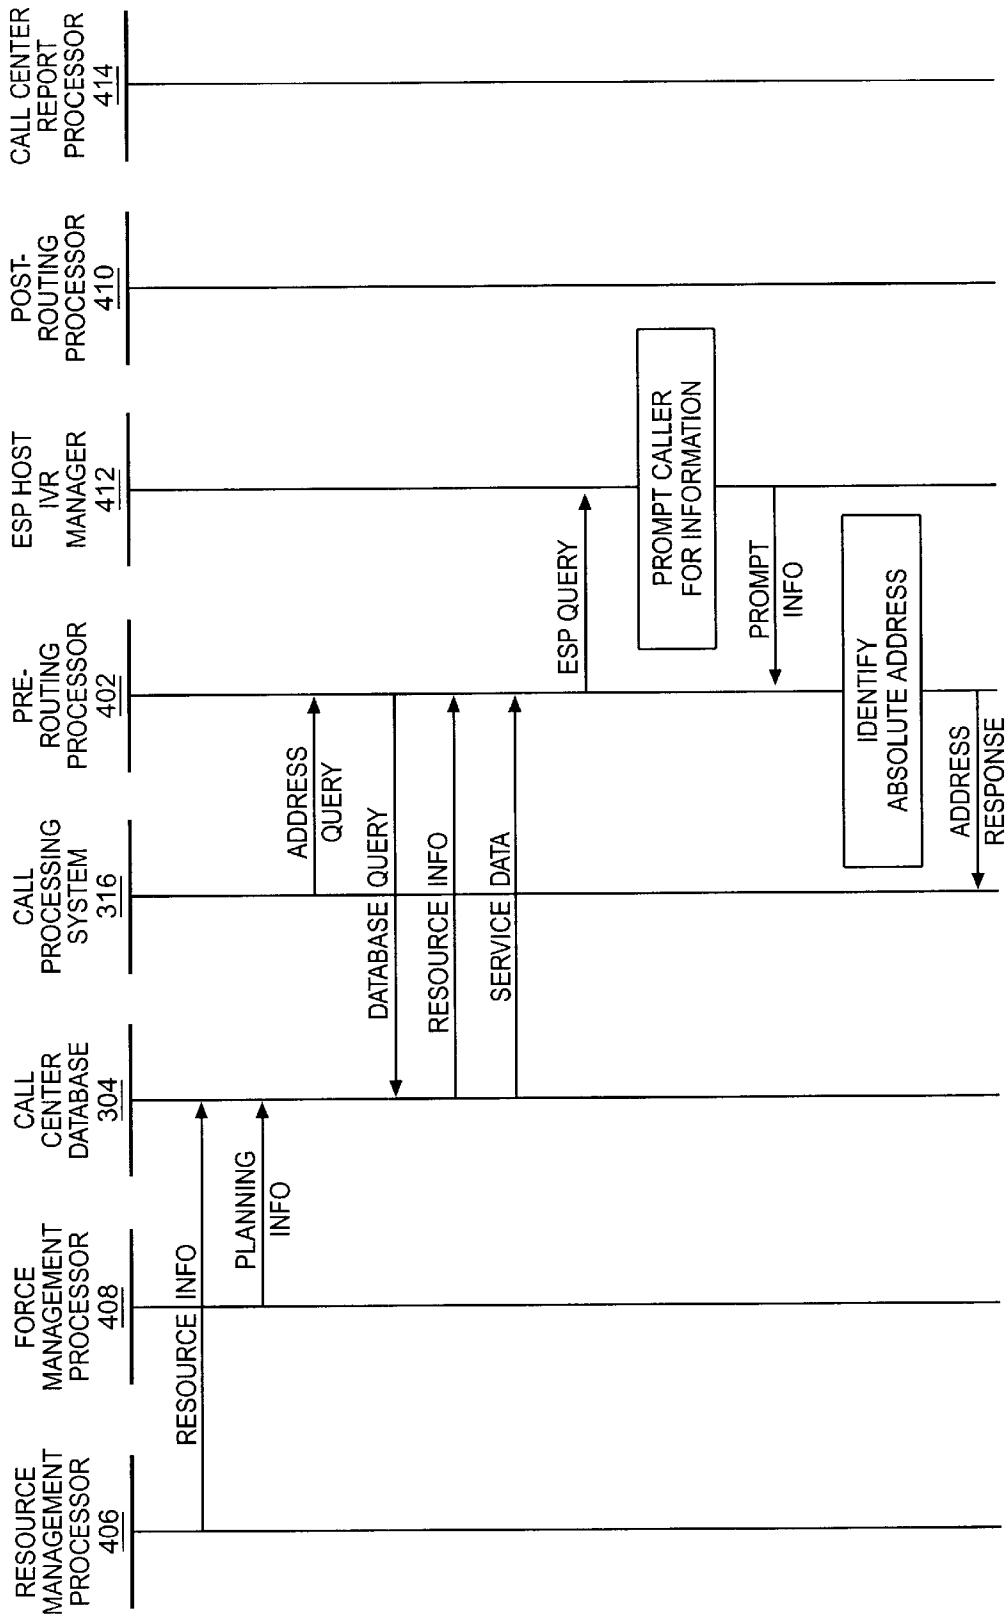 RESOURCE
MANAGEMENT
PROCESSOR
406
FORCE
MANAGEMENT
PROCESSOR
408
CALL
CENTER
DATABASE
304
CALL
PROCESSING
SYSTEM
316
PRE-
ROUTING
PROCESSOR
402
ESP HOST
IVR
MANAGER
412
POST-
ROUTING
PROCESSOR
410
CALL CENTER
REPORT
PROCESSOR
414
RESOURCE INFO
PLANNING
INFO
ADDRESS
QUERY
DATABASE QUERY
RESOURCE INFO
SERVICE DATA
ESP QUERY
PROMPT CALLER
FOR INFORMATION
PROMPT
INFO
IDENTIFY
ABSOLUTE ADDRESS
ADDRESS
RESPONSE